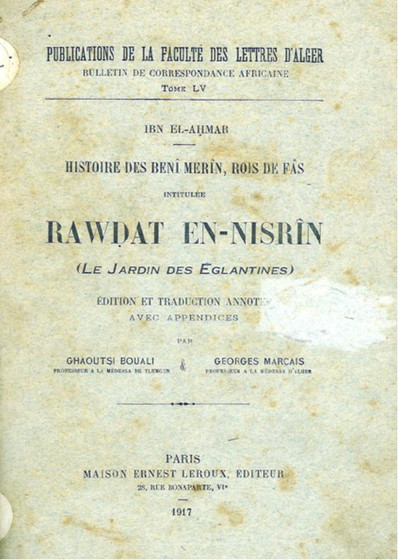 PUBLICATIONS DE LA FACULTÉ DES LETTRES D'ALGER
BULLETIN DE CORRESPONDANCE AFRICAINE
TOME LV
IBN EL-AḤMAR
HISTOIRE DES BENÎ MERÎN, ROIS DE FÂS
INTITULÉE
RAWḌAT EN-NISRÎN
(LE JARDIN DES ÉGLANTINES)
ÉDITION ET TRADUCTION ANNOTÉ
AVEC APPENDICES
PAR
GHAOUTSI BOUALI & GEORGES MARÇAIS
PROFESSEUR A LA MÉDERSA DE TLEMCEN PROFESSEUR A LA MÉDERSA D'ALGER
PARIS
MAISON ERNEST LEROUX, ÉDITEUR
28, RUE BONAPARTE, VIᵉ
1917